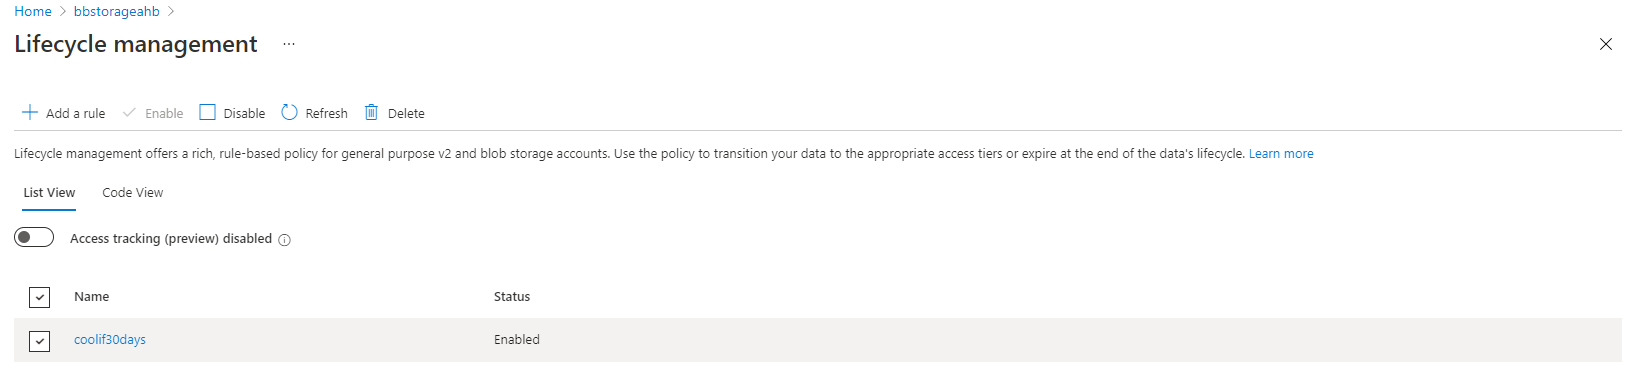 Home > bbstorageahb >
Lifecycle management ...
Add a rule Enable Disable Refresh Delete
Lifecycle management offers a rich, rule-based policy for general purpose v2 and blob storage accounts. Use the policy to transition your data to the appropriate access tiers or expire at the end of the data's lifecycle. Learn more
List View Code View
Access tracking (preview) disabled
Name Status
coolif30days Enabled